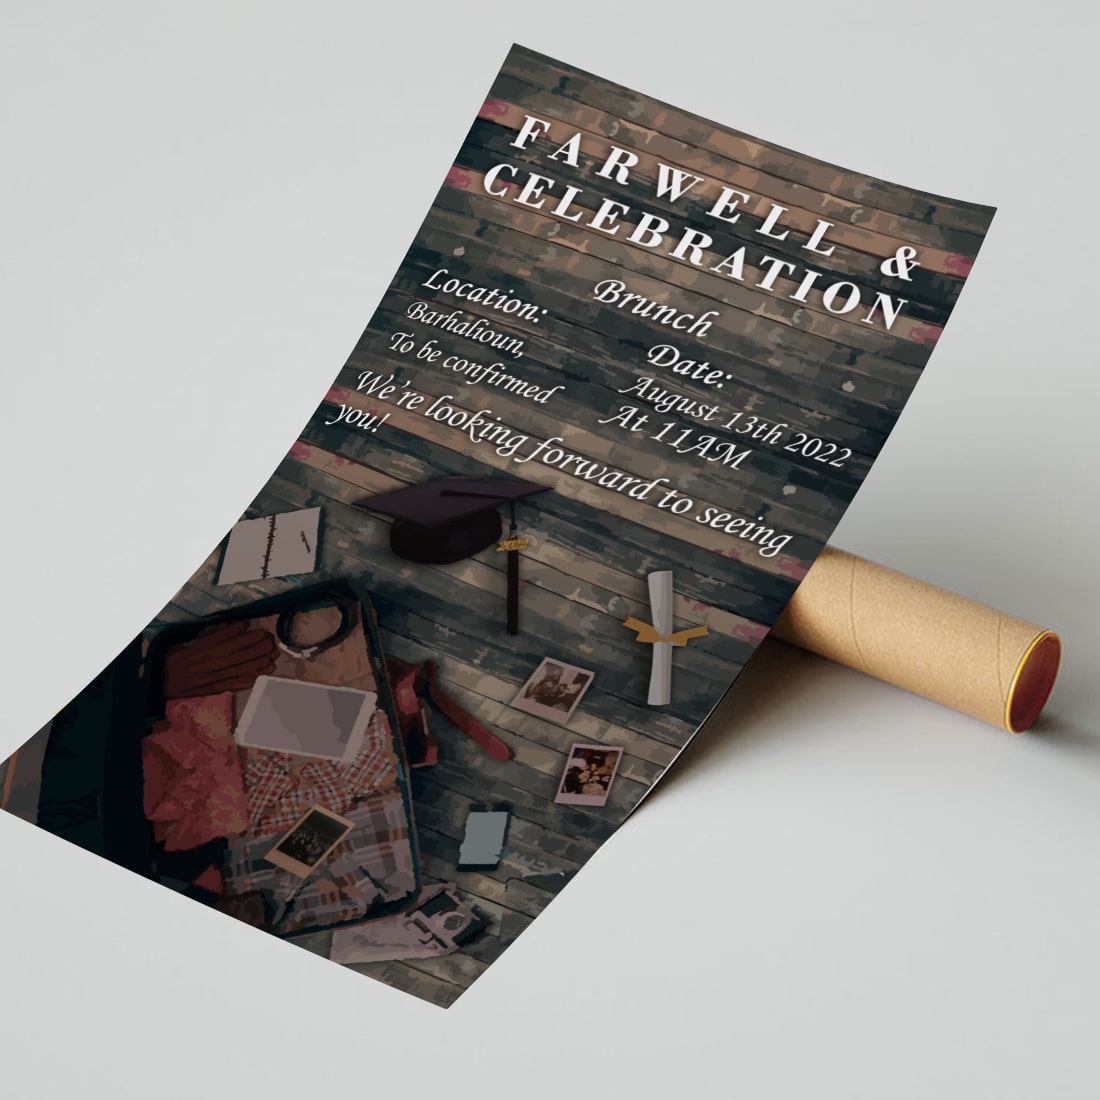 FARWELL &
CELEBRATION
Brunch
Location:
Barhalioun,
To be confirmed
Date:
August 13th 2022
At 11AM
We're looking forward to seeing
you!